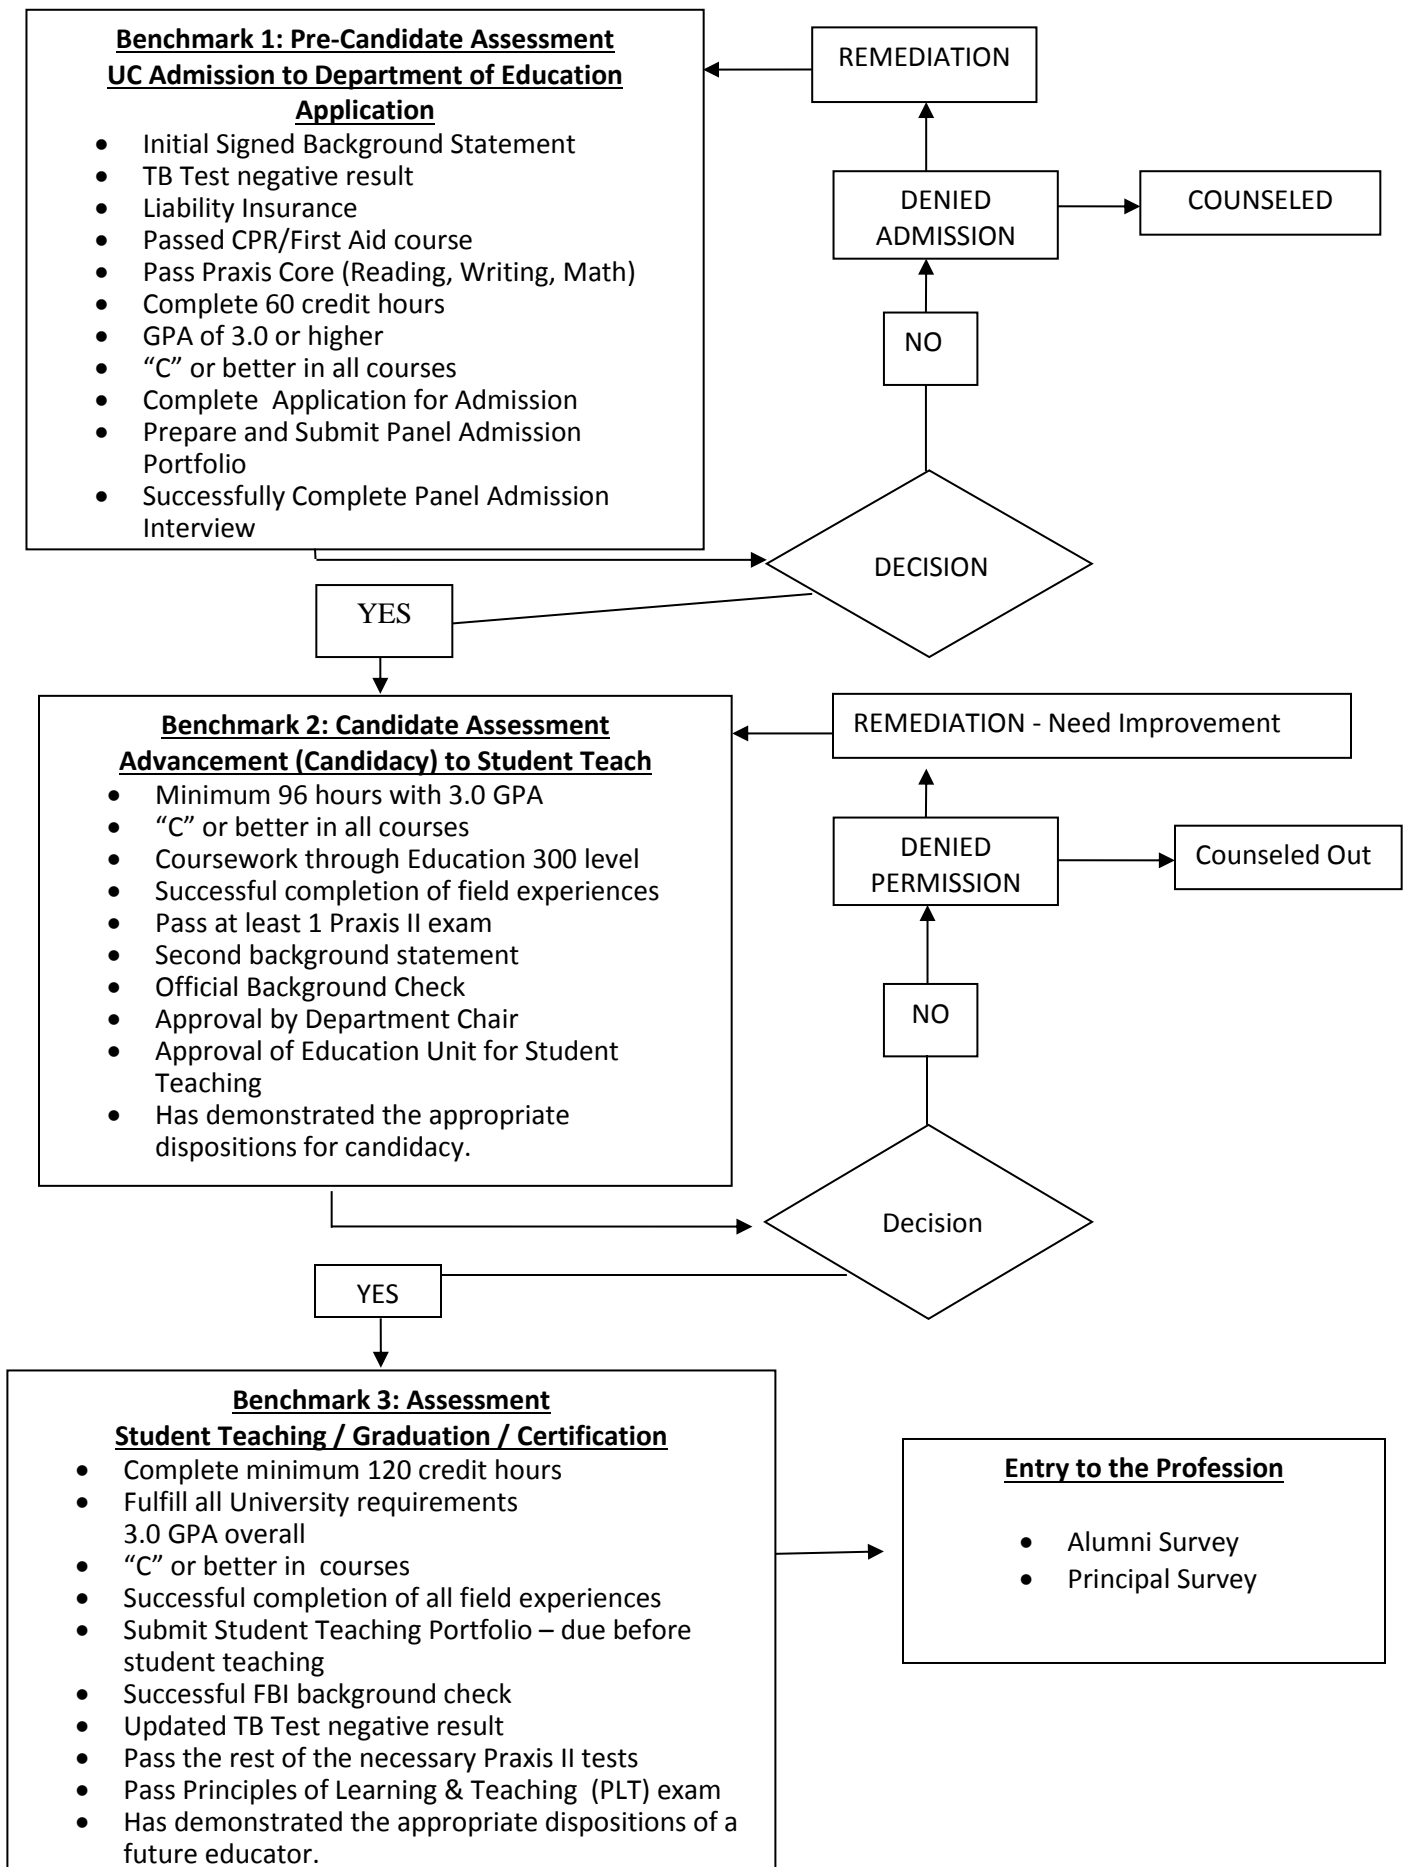 Benchmark 1: Pre-Candidate Assessment
UC Admission to Department of Education
Application
• Initial Signed Background Statement
• TB Test negative result
• Liability Insurance
• Passed CPR/First Aid course
• Pass Praxis Core (Reading, Writing, Math)
• Complete 60 credit hours
• GPA of 3.0 or higher
• “C” or better in all courses
• Complete  Application for Admission
• Prepare and Submit Panel Admission
Portfolio
• Successfully Complete Panel Admission
Interview
REMEDIATION
DENIED
ADMISSION
COUNSELED
NO
DECISION
YES
Benchmark 2: Candidate Assessment
Advancement (Candidacy) to Student Teach
• Minimum 96 hours with 3.0 GPA
• “C” or better in all courses
• Coursework through Education 300 level
• Successful completion of field experiences
• Pass at least 1 Praxis II exam
• Second background statement
• Official Background Check
• Approval by Department Chair
• Approval of Education Unit for Student
Teaching
• Has demonstrated the appropriate
dispositions for candidacy.
REMEDIATION - Need Improvement
DENIED
PERMISSION
Counseled Out
NO
Decision
YES
Benchmark 3: Assessment
Student Teaching / Graduation / Certification
• Complete minimum 120 credit hours
• Fulfill all University requirements
3.0 GPA overall
• “C” or better in  courses
• Successful completion of all field experiences
• Submit Student Teaching Portfolio – due before
student teaching
• Successful FBI background check
• Updated TB Test negative result
• Pass the rest of the necessary Praxis II tests
• Pass Principles of Learning & Teaching  (PLT) exam
• Has demonstrated the appropriate dispositions of a
future educator.
Entry to the Profession
• Alumni Survey
• Principal Survey